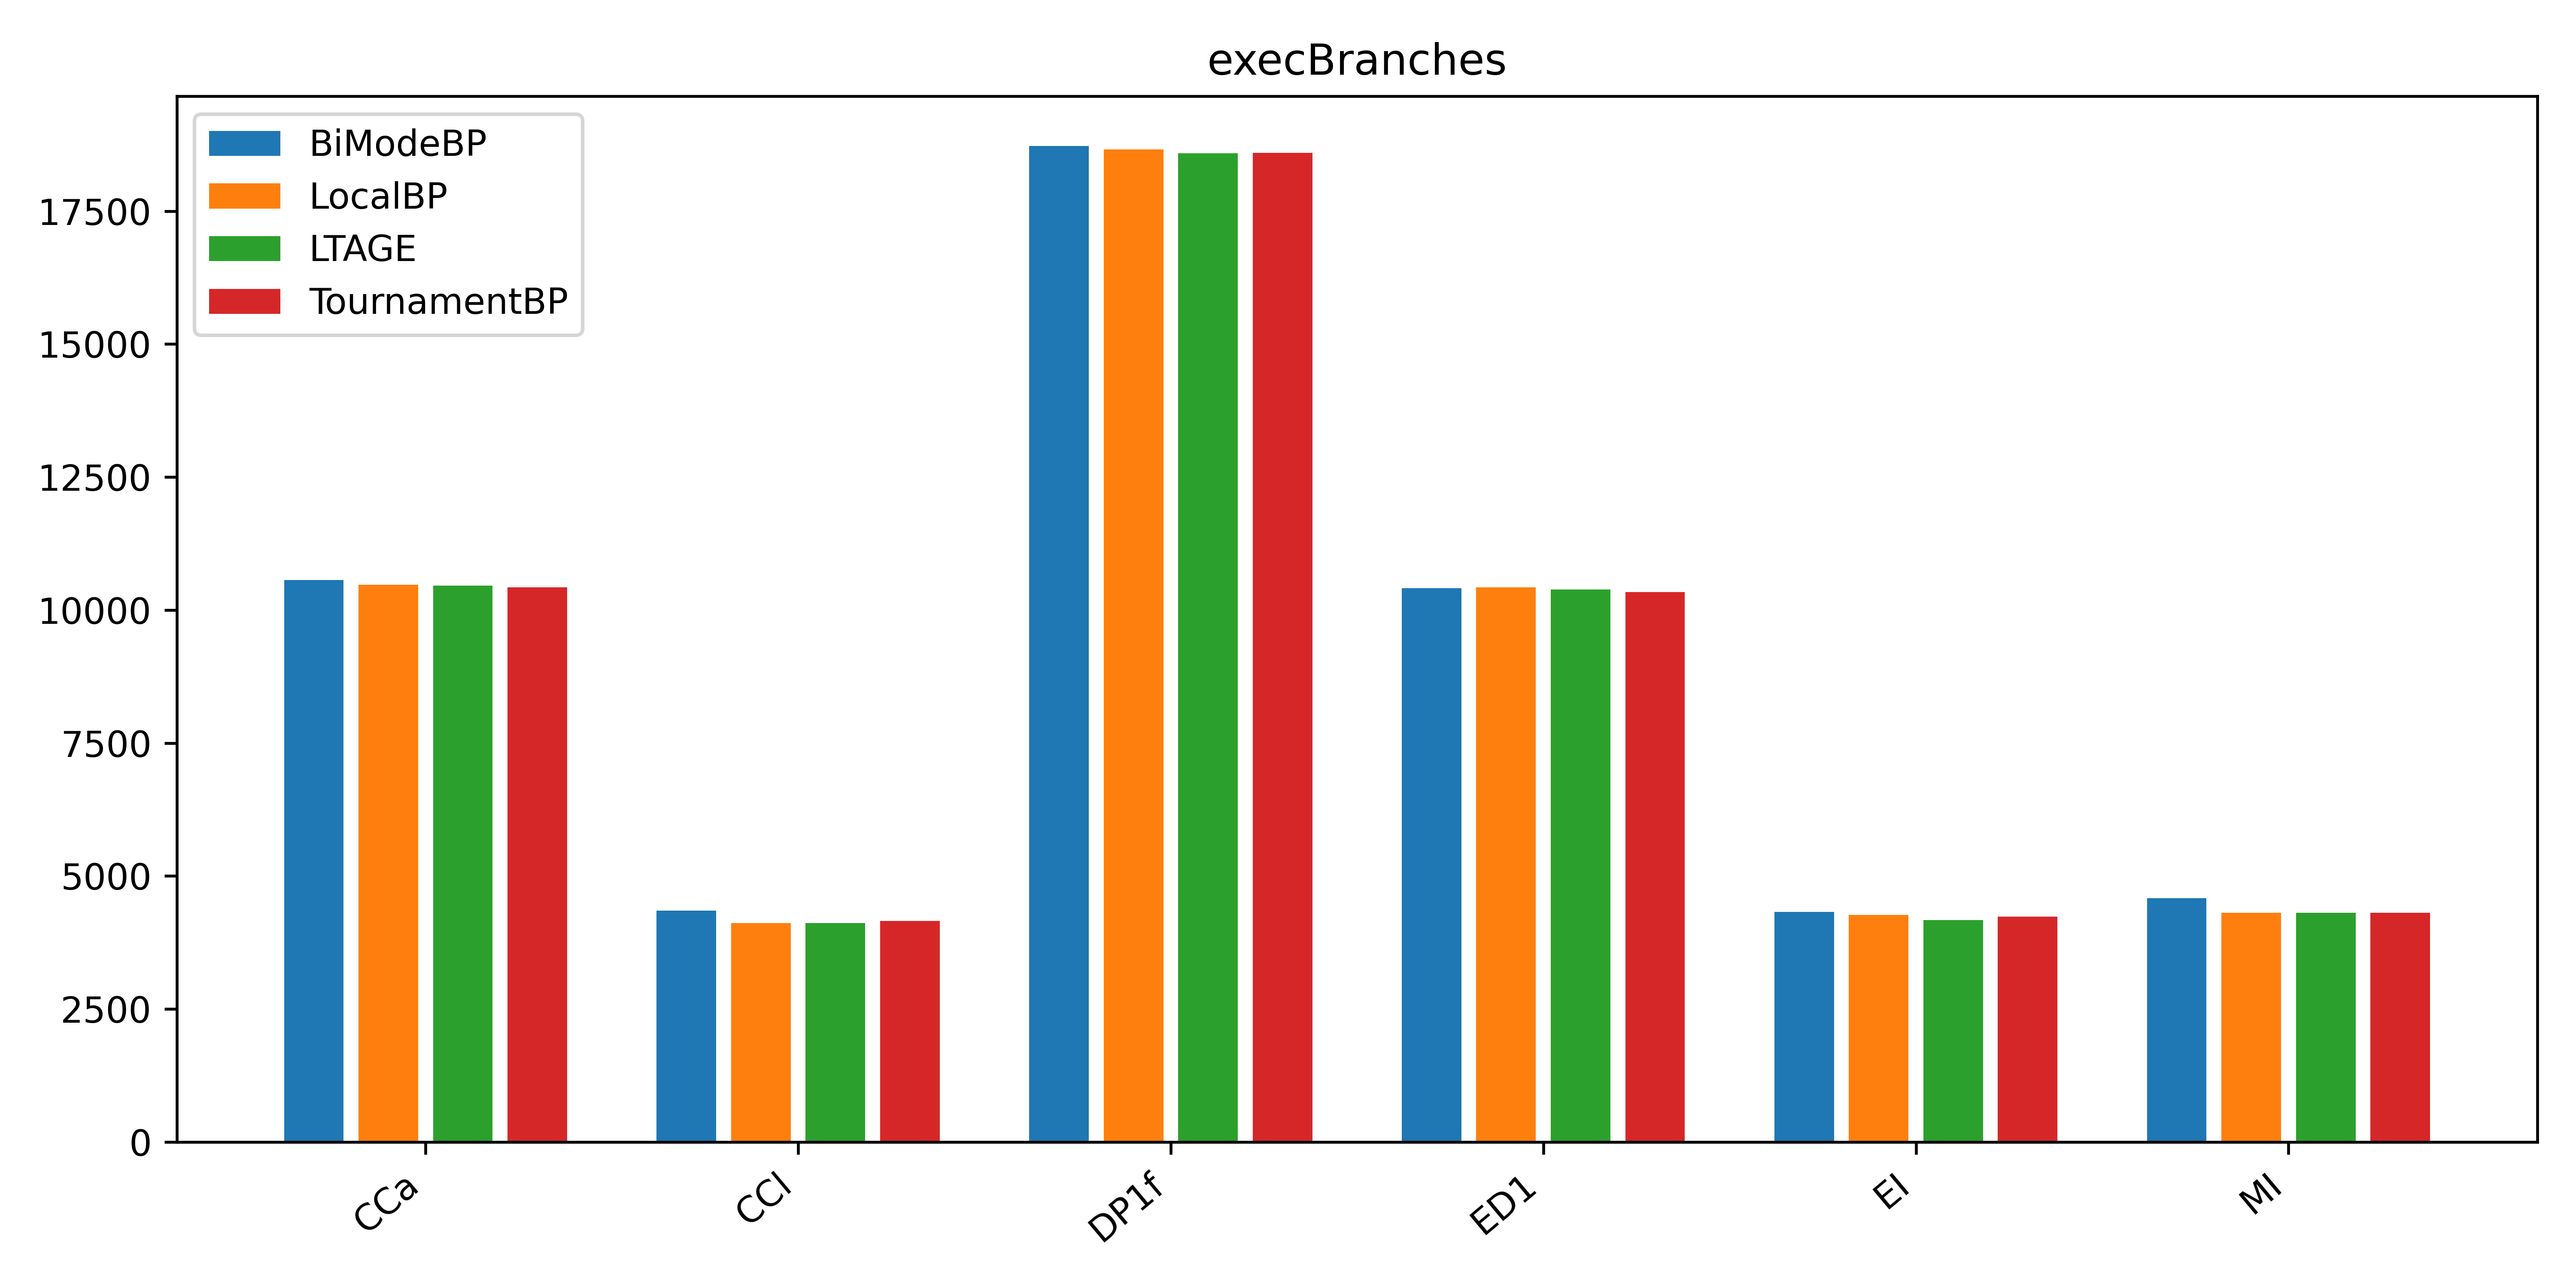 execBranches
BiModeBP
LocalBP
LTAGE
TournamentBP
17500
15000
12500
10000
7500
5000
2500
0
CCa
CCl
DP1f
ED1
EI
MI